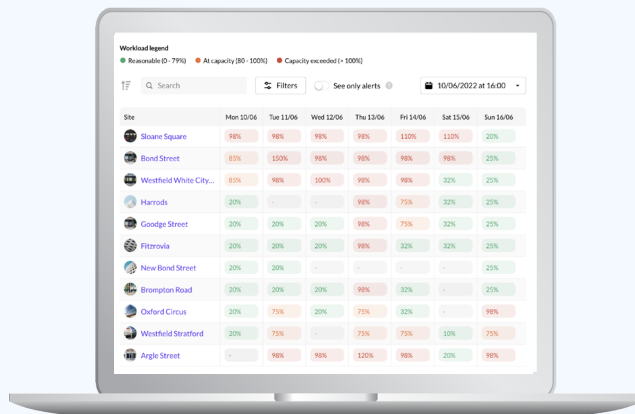 Workload legend
Reasonable (0 - 79%) At capacity (80 - 100%) Capacity exceeded (> 100%)
Search Filters See only alerts 10/06/2022 at 16:00
Site Mon 10/06 Tue 11/06 Wed 12/06 Thu 13/06 Fri 14/06 Sat 15/06 Sun 16/06
Sloane Square 98% 98% 98% 98% 110% 110% 20%
Bond Street 85% 150% 98% 98% 98% 98% 25%
Westfield White City... 85% 98% 100% 98% 98% 32% 25%
Harrods 20% - - 98% 75% 32% 25%
Goodge Street 20% 20% 20% 98% 75% 32% 25%
Fitzrovia 20% 20% 20% 98% 32% 32% 25%
New Bond Street 20% 20% - - - - 25%
Brompton Road 20% 20% 20% 98% 32% - 25%
Oxford Circus 20% 75% 20% 75% 32% - 98%
Westfield Stratford 20% 75% - 75% 75% 10% 75%
Argle Street - 98% 98% 120% 98% 20% 98%